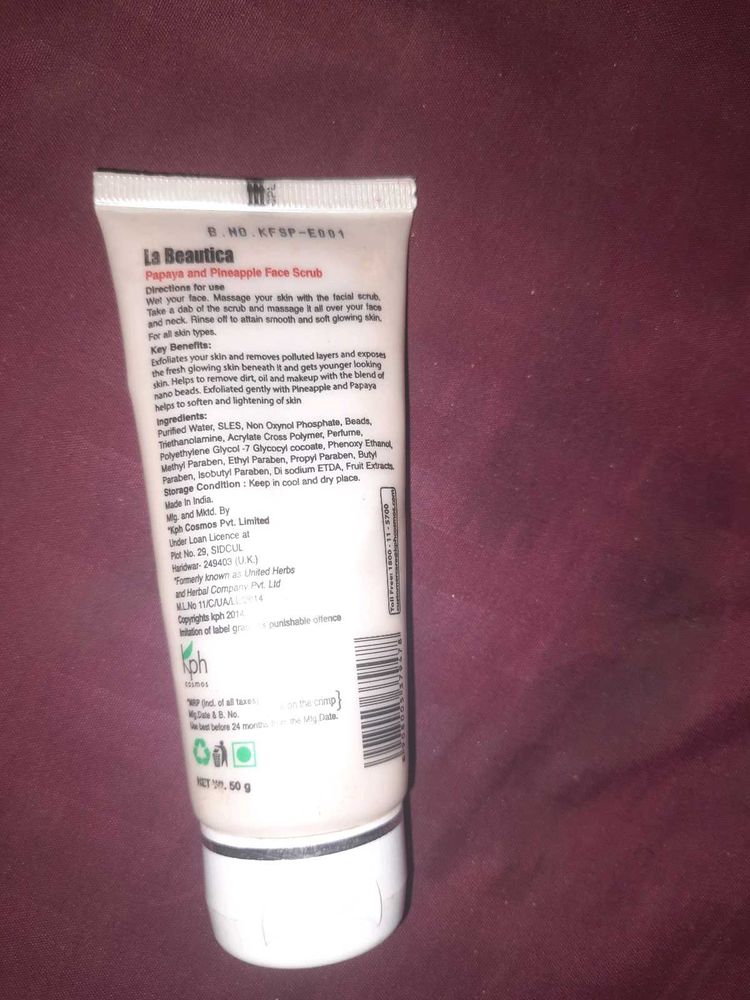 B.NO.KFSP-E001
La Beautica
Papaya and Pineapple Face Scrub
Directions for use
Wet your face. Massage your skin with the facial scrub.
Take a dab of the scrub and massage it all over your face
and neck. Rinse off to attain smooth and soft glowing skin.
For all skin types.
Key Benefits:
Exfoliates your skin and removes polluted layers and exposes
the fresh glowing skin beneath it and gets younger looking
skin. Helps to remove dirt, oil and makeup with the blend of
nano beads. Exfoliated gently with Pineapple and Papaya
helps to soften and lightening of skin
Ingredients:
Purified Water, SLES, Non Oxynol Phosphate, Beads,
Triethanolamine, Acrylate Cross Polymer, Perfume,
Polyethylene Glycol -7 Glycocyl cocoate, Phenoxy Ethanol,
Methyl Paraben, Ethyl Paraben, Propyl Paraben, Butyl
Paraben, Isobutyl Paraben, Di sodium ETDA, Fruit Extracts.
Storage Condition : Keep in cool and dry place.
Made In India.
Mfg. and Mktd. By
*Kph Cosmos Pvt. Limited
Under Loan Licence at
Plot No. 29, SIDCUL
Haridwar- 249403 (U.K.)
*Formerly known as United Herbs
and Herbal Company Pvt. Ltd
M.L.No 11/C/UA/
Copyrights kph 2014
Imitation of label punishable offence
Toll Free: 1800 - 11 - 5700
kph
cosmos
*MRP (Incl. of all taxes) on the crimp}
Mfg.Date & B. No.
Use best before 24 months the Mfg.Date.
NET 50 g